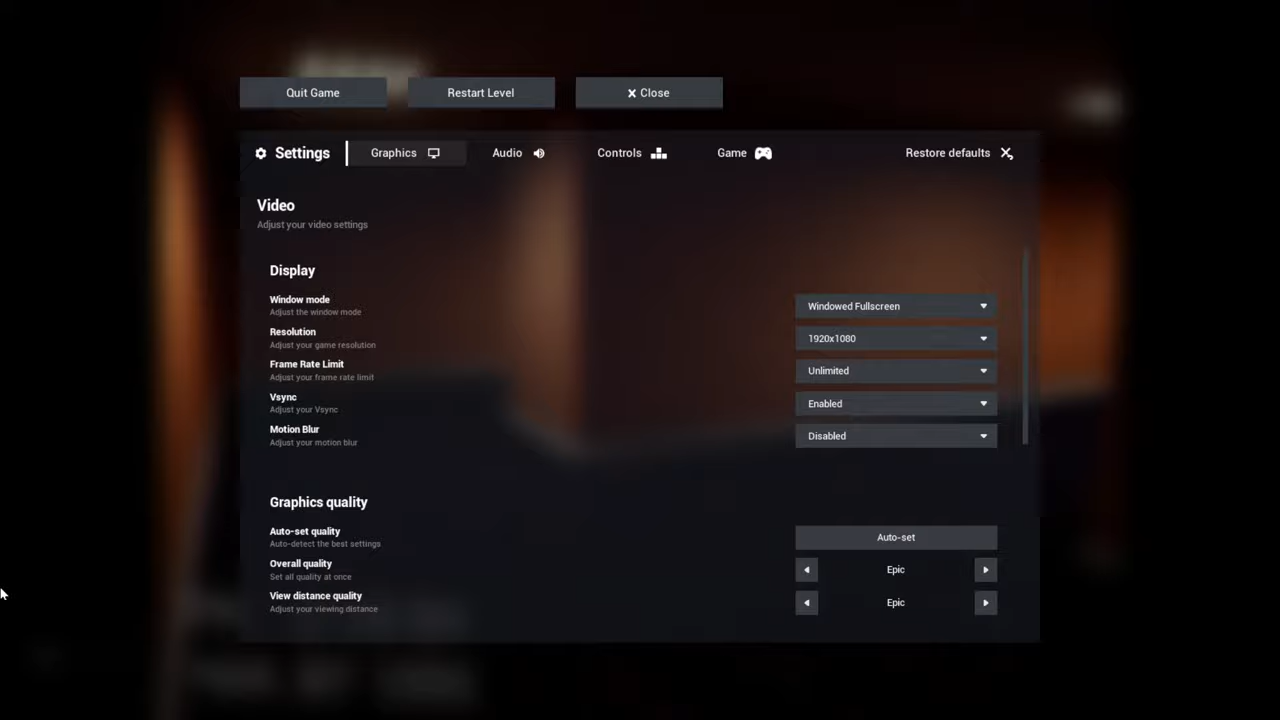 Quit Game
Restart Level
Close
Settings
Graphics
Audio
Controls
Game
Restore defaults
Video
Adjust your video settings
Display
Window mode
Adjust the window mode
Windowed Fullscreen
Resolution
Adjust your game resolution
1920x1080
Frame Rate Limit
Adjust your frame rate limit
Unlimited
Vsync
Adjust your Vsync
Enabled
Motion Blur
Adjust your motion blur
Disabled
Graphics quality
Auto-set quality
Auto-detect the best settings
Auto-set
Overall quality
Set all quality at once
Epic
View distance quality
Adjust your viewing distance
Epic